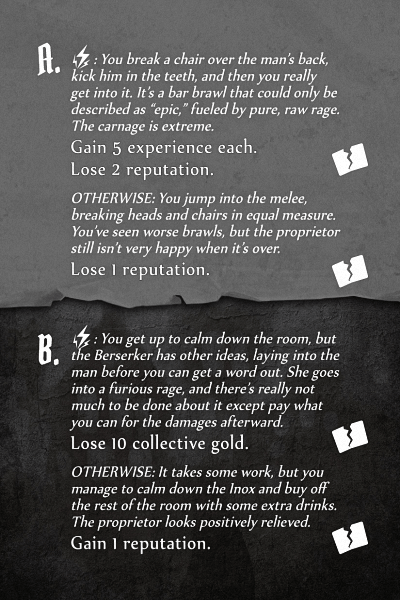 A. : You break a chair over the man's back,
kick him in the teeth, and then you really
get into it. It's a bar brawl that could only be
described as “epic,” fueled by pure, raw rage.
The carnage is extreme.
Gain 5 experience each.
Lose 2 reputation.
OTHERWISE: You jump into the melee,
breaking heads and chairs in equal measure.
You've seen worse brawls, but the proprietor
still isn't very happy when it's over.
Lose 1 reputation.
B. : You get up to calm down the room, but
the Berserker has other ideas, laying into the
man before you can get a word out. She goes
into a furious rage, and there's really not
much to be done about it except pay what
you can for the damages afterward.
Lose 10 collective gold.
OTHERWISE: It takes some work, but you
manage to calm down the Inox and buy off
the rest of the room with some extra drinks.
The proprietor looks positively relieved.
Gain 1 reputation.